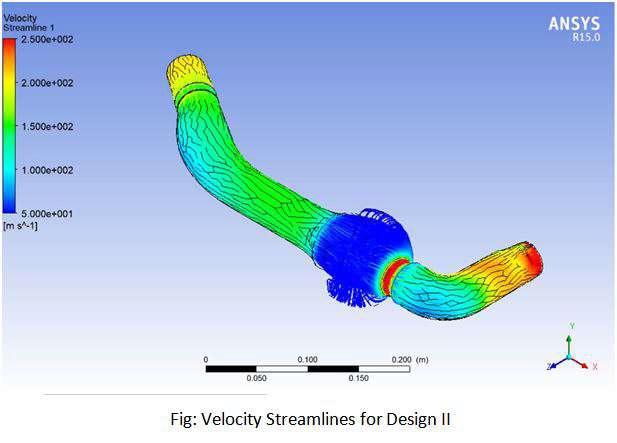 Velocity
Streamline 1
2.500e+002
2.000e+002
1.500e+002
1.000e+002
5.000e+001
[m s^-1]
ANSYS
R15.0
0 0.100 0.200 (m)
0.050 0.150
Y
Z X
Fig: Velocity Streamlines for Design II